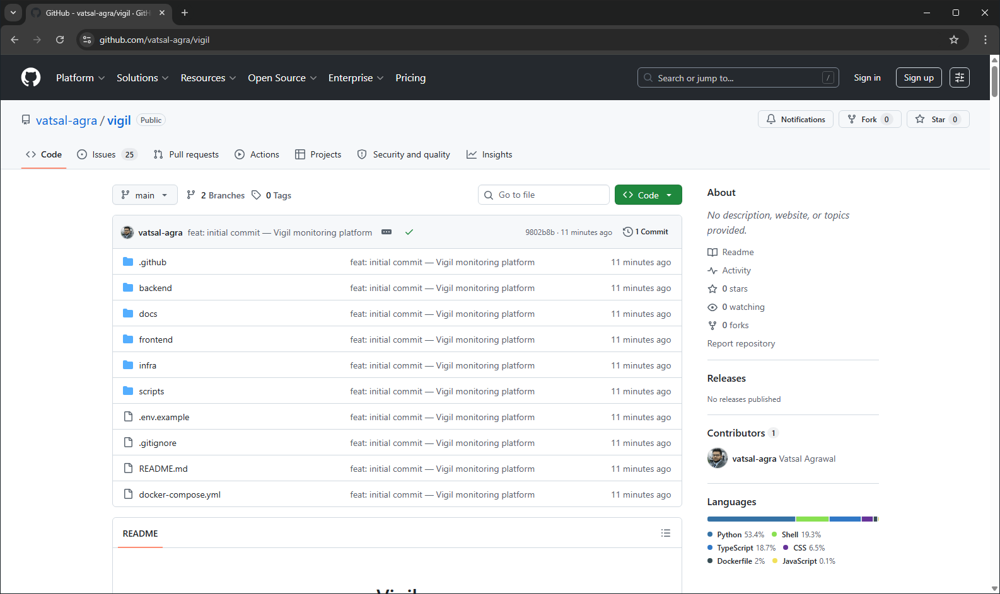 GitHub - vatsal-agra/vigil · GitH
github.com/vatsal-agra/vigil
Platform Solutions Resources Open Source Enterprise Pricing Search or jump to... / Sign in Sign up
vatsal-agra / vigil Public Notifications Fork 0 Star 0
Code Issues 25 Pull requests Actions Projects Security and quality Insights
main 2 Branches 0 Tags Go to file Code
vatsal-agra feat: initial commit — Vigil monitoring platform 9802b8b · 11 minutes ago 1 Commit
.github feat: initial commit — Vigil monitoring platform 11 minutes ago
backend feat: initial commit — Vigil monitoring platform 11 minutes ago
docs feat: initial commit — Vigil monitoring platform 11 minutes ago
frontend feat: initial commit — Vigil monitoring platform 11 minutes ago
infra feat: initial commit — Vigil monitoring platform 11 minutes ago
scripts feat: initial commit — Vigil monitoring platform 11 minutes ago
.env.example feat: initial commit — Vigil monitoring platform 11 minutes ago
.gitignore feat: initial commit — Vigil monitoring platform 11 minutes ago
README.md feat: initial commit — Vigil monitoring platform 11 minutes ago
docker-compose.yml feat: initial commit — Vigil monitoring platform 11 minutes ago
README
Vigil
About
No description, website, or topics
provided.
Readme
Activity
0 stars
0 watching
0 forks
Report repository
Releases
No releases published
Contributors 1
vatsal-agra Vatsal Agrawal
Languages
Python 53.4% Shell 19.3%
TypeScript 18.7% CSS 6.5%
Dockerfile 2% JavaScript 0.1%